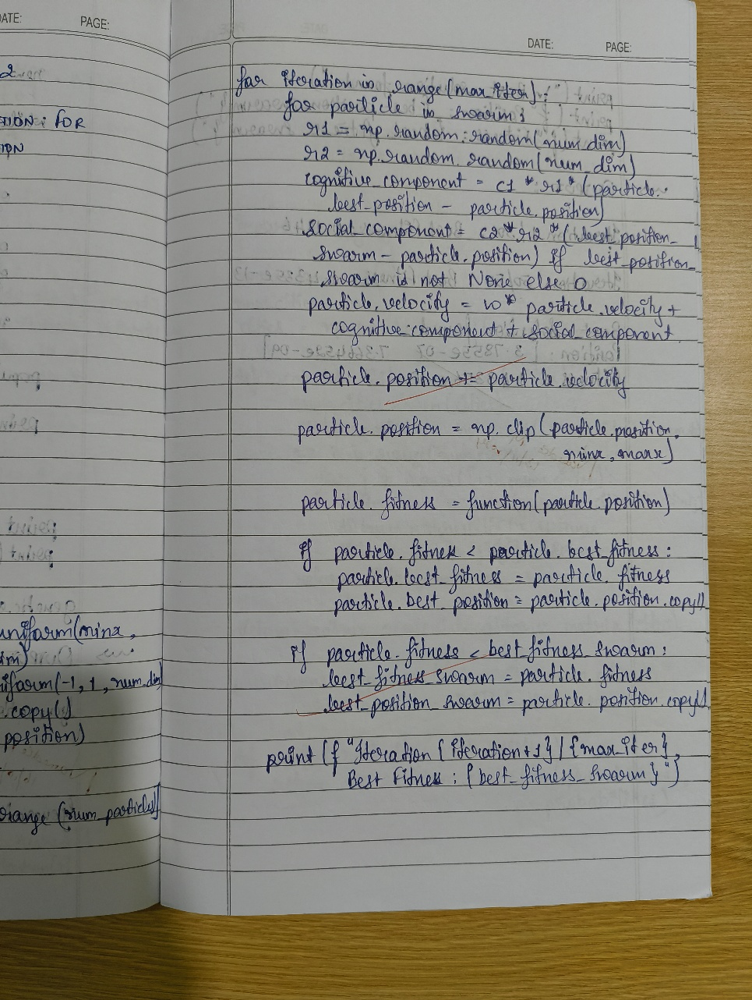 DATE:
PAGE:
2
TION: FOR
TION
uniform(minx,
im)
iform(-1, 1, num_dim)
.copy()
position)
range (num_particles)
DATE:
PAGE:
for iteration in range(max_iter):
for particle in swarm:
r1 = np.random.random(num_dim)
r2 = np.random.random(num_dim)
cognitive_component = c1 * r1 * (particle.
best_position - particle.position)
social_component = c2 * r2 * (best_position_
swarm - particle.position) if best_position_
swarm is not None else 0
particle.velocity = w * particle.velocity +
cognitive_component + social_component
particle.position += particle.velocity
particle.position = np.clip(particle.position,
minx, maxx)
particle.fitness = function(particle.position)
if particle.fitness < particle.best_fitness:
particle.best_fitness = particle.fitness
particle.best_position = particle.position.copy()
if particle.fitness < best_fitness_swarm:
best_fitness_swarm = particle.fitness
best_position_swarm = particle.position.copy()
print(f"Iteration {iteration+1}/{max_iter},
Best Fitness: {best_fitness_swarm}")